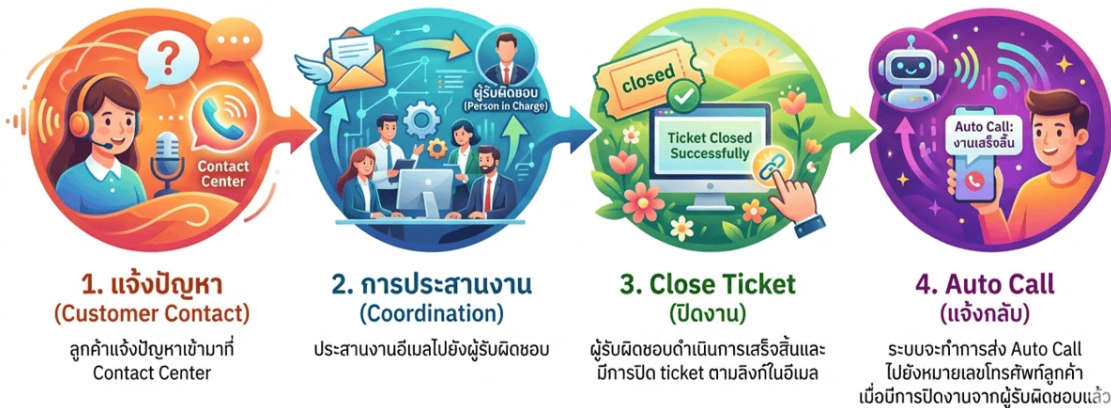 ?
Contact
Center
ผู้รับผิดชอบ
(Person in Charge)
closed
Ticket Closed
Successfully
Auto Call:
งานเสร็จสิ้น
1. แจ้งปัญหา
(Customer Contact)
ลูกค้าแจ้งปัญหาเข้ามาที่
Contact Center
2. การประสานงาน
(Coordination)
ประสานงานอีเมลไปยังผู้รับผิดชอบ
3. Close Ticket
(ปิดงาน)
ผู้รับผิดชอบดำเนินการเสร็จสิ้นและ
มีการปิด ticket ตามลิงก์ในอีเมล
4. Auto Call
(แจ้งกลับ)
ระบบจะทำการส่ง Auto Call
ไปยังหมายเลขโทรศัพท์ลูกค้า
เมื่อมีการปิดงานจากผู้รับผิดชอบแล้ว